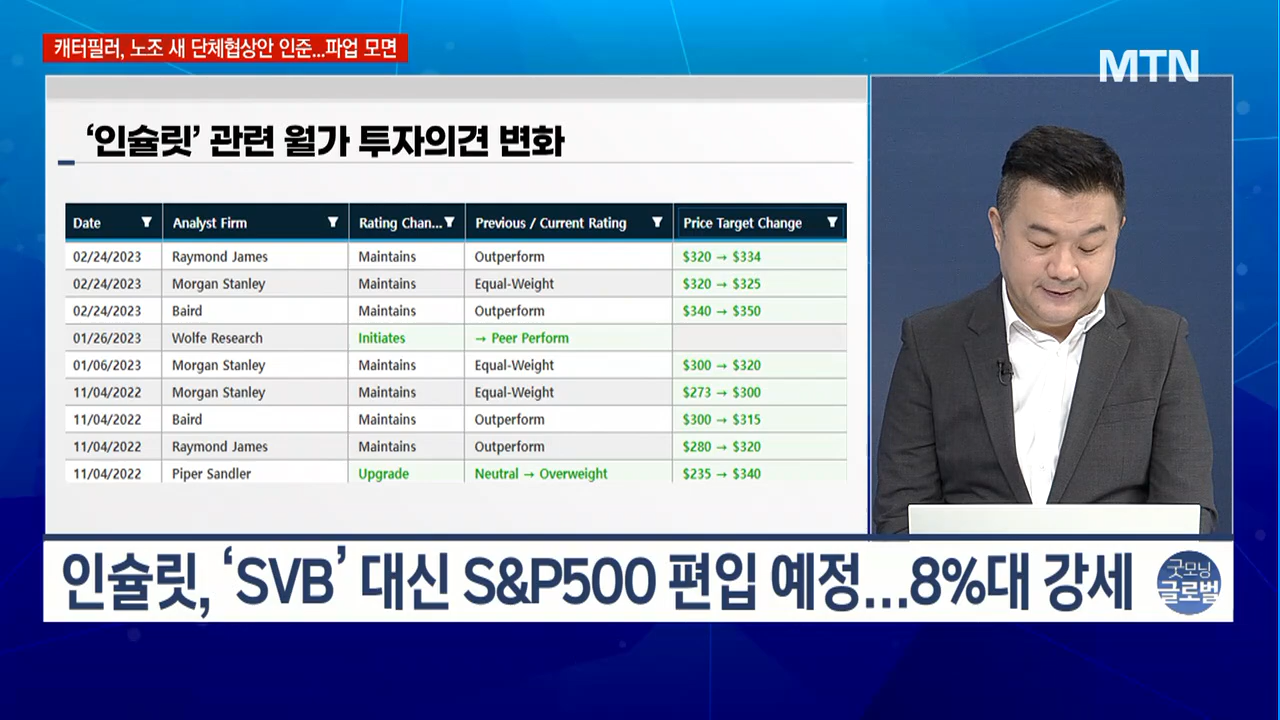 캐터필러, 노조 새 단체협상안 인준...파업 모면
MTN
‘인슐릿’ 관련 월가 투자의견 변화
Date Analyst Firm Rating Chan... Previous / Current Rating Price Target Change
02/24/2023 Raymond James Maintains Outperform $320 → $334
02/24/2023 Morgan Stanley Maintains Equal-Weight $320 → $325
02/24/2023 Baird Maintains Outperform $340 → $350
01/26/2023 Wolfe Research Initiates → Peer Perform
01/06/2023 Morgan Stanley Maintains Equal-Weight $300 → $320
11/04/2022 Morgan Stanley Maintains Equal-Weight $273 → $300
11/04/2022 Baird Maintains Outperform $300 → $315
11/04/2022 Raymond James Maintains Outperform $280 → $320
11/04/2022 Piper Sandler Upgrade Neutral → Overweight $235 → $340
인슐릿, ‘SVB’ 대신 S&P500 편입 예정...8%대 강세
굿모닝
글로벌